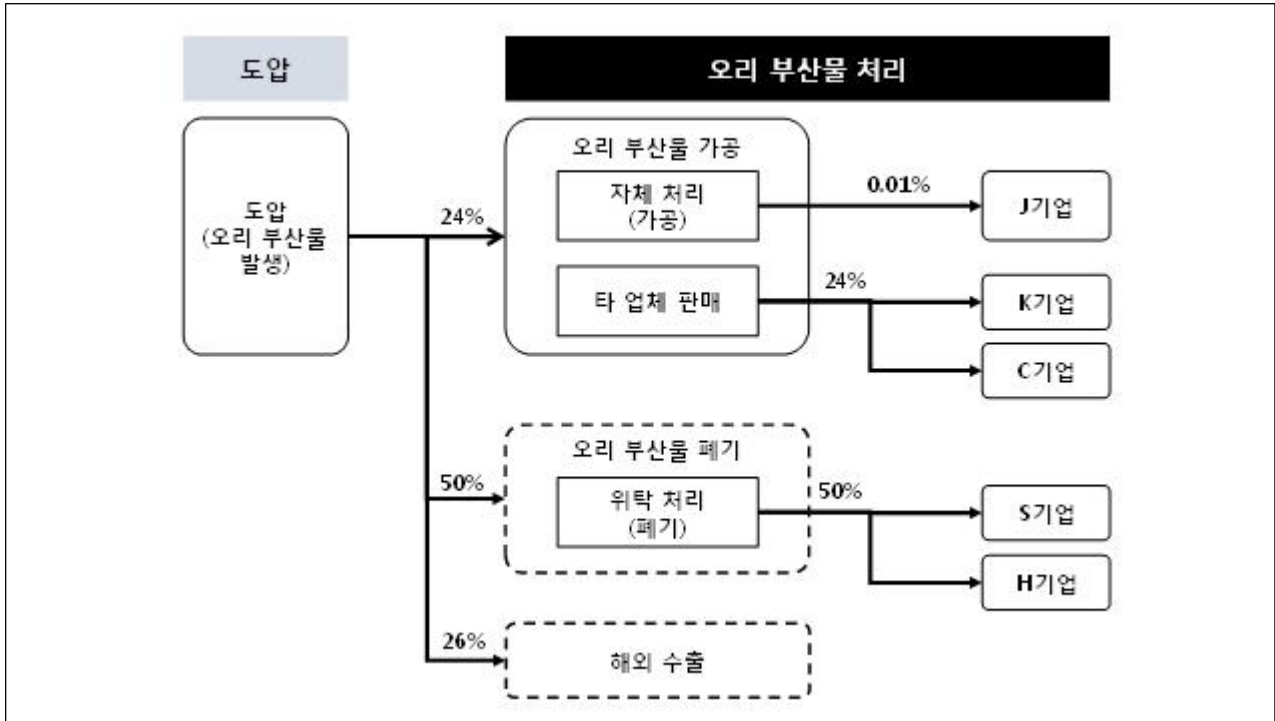 도압
오리 부산물 처리
도압
(오리 부산물
발생)
24%
오리 부산물 가공
자체 처리
(가공)
0.01%
J기업
타 업체 판매
24%
K기업
C기업
50%
오리 부산물 폐기
위탁 처리
(폐기)
50%
S기업
H기업
26%
해외 수출